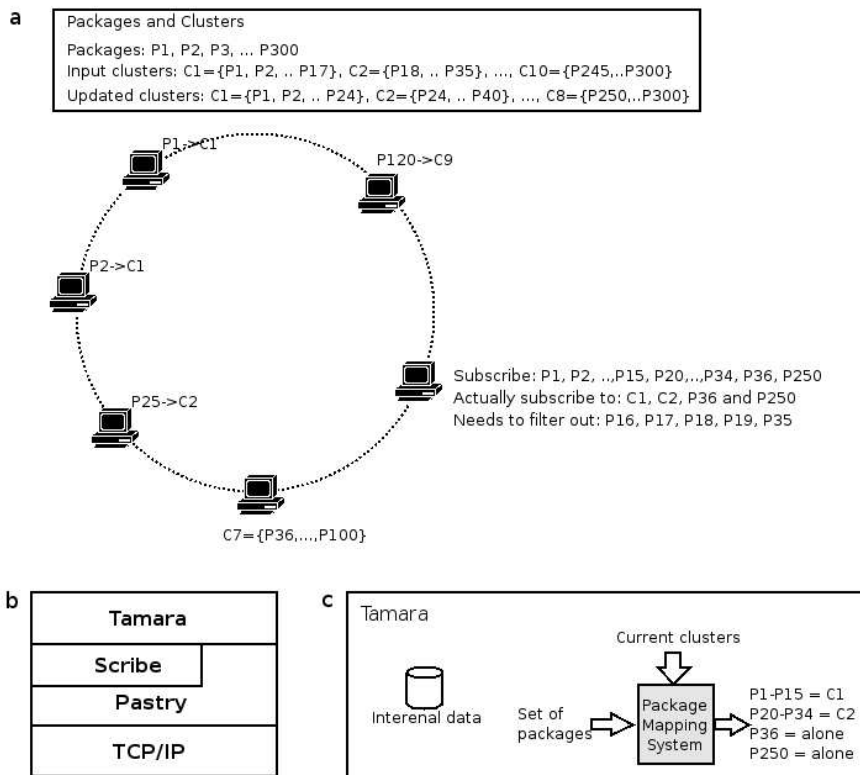 a
Packages and Clusters
Packages: P1, P2, P3, ... P300
Input clusters: C1={P1, P2, .. P17}, C2={P18, .. P35}, ..., C10={P245,..P300}
Updated clusters: C1={P1, P2, .. P24}, C2={P24, .. P40}, ..., C8={P250,..P300}
P1->C1
P120->C9
P2->C1
Subscribe: P1, P2, ..,P15, P20,..,P34, P36, P250
Actually subscribe to: C1, C2, P36 and P250
Needs to filter out: P16, P17, P18, P19, P35
P25->C2
C7={P36,...,P100}
b
Tamara
Scribe
Pastry
TCP/IP
c
Tamara
Current clusters
Interenal data
Set of
packages
Package
Mapping
System
P1-P15 = C1
P20-P34 = C2
P36 = alone
P250 = alone